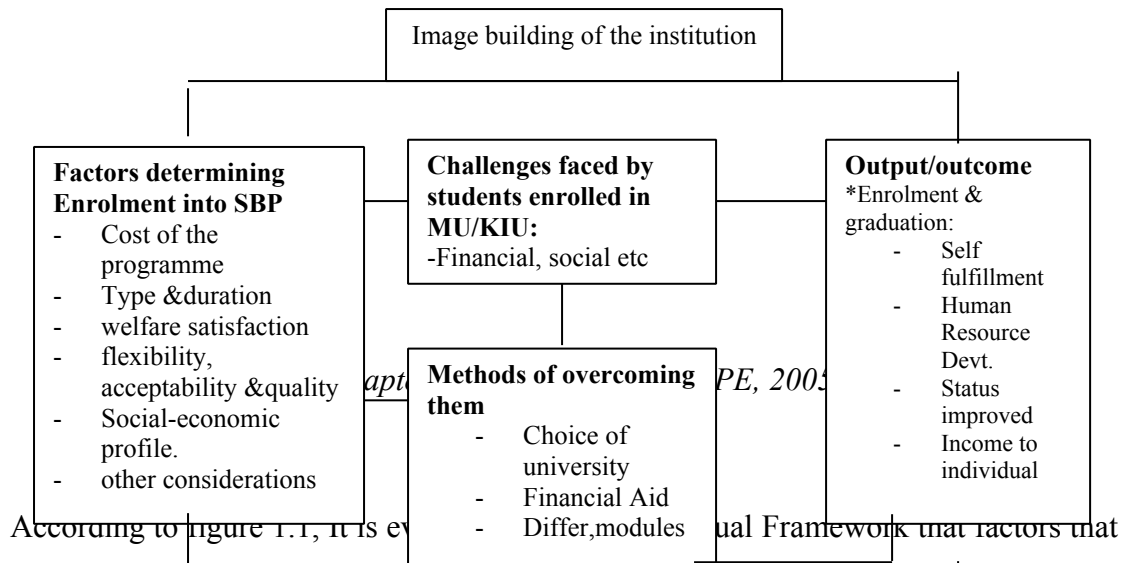 Image building of the institution
Factors determining
Enrolment into SBP
- Cost of the
programme
- Type &duration
- welfare satisfaction
- flexibility,
acceptability &quality
- Social-economic
profile.
- other considerations
Challenges faced by
students enrolled in
MU/KIU:
-Financial, social etc
Methods of overcoming
them
- Choice of
university
- Financial Aid
- Differ,modules
Output/outcome
*Enrolment &
graduation:
- Self
fulfillment
- Human
Resource
Devt.
- Status
improved
- Income to
individual
PE, 2005
According to figure 1.1, It is ual Framework that factors that